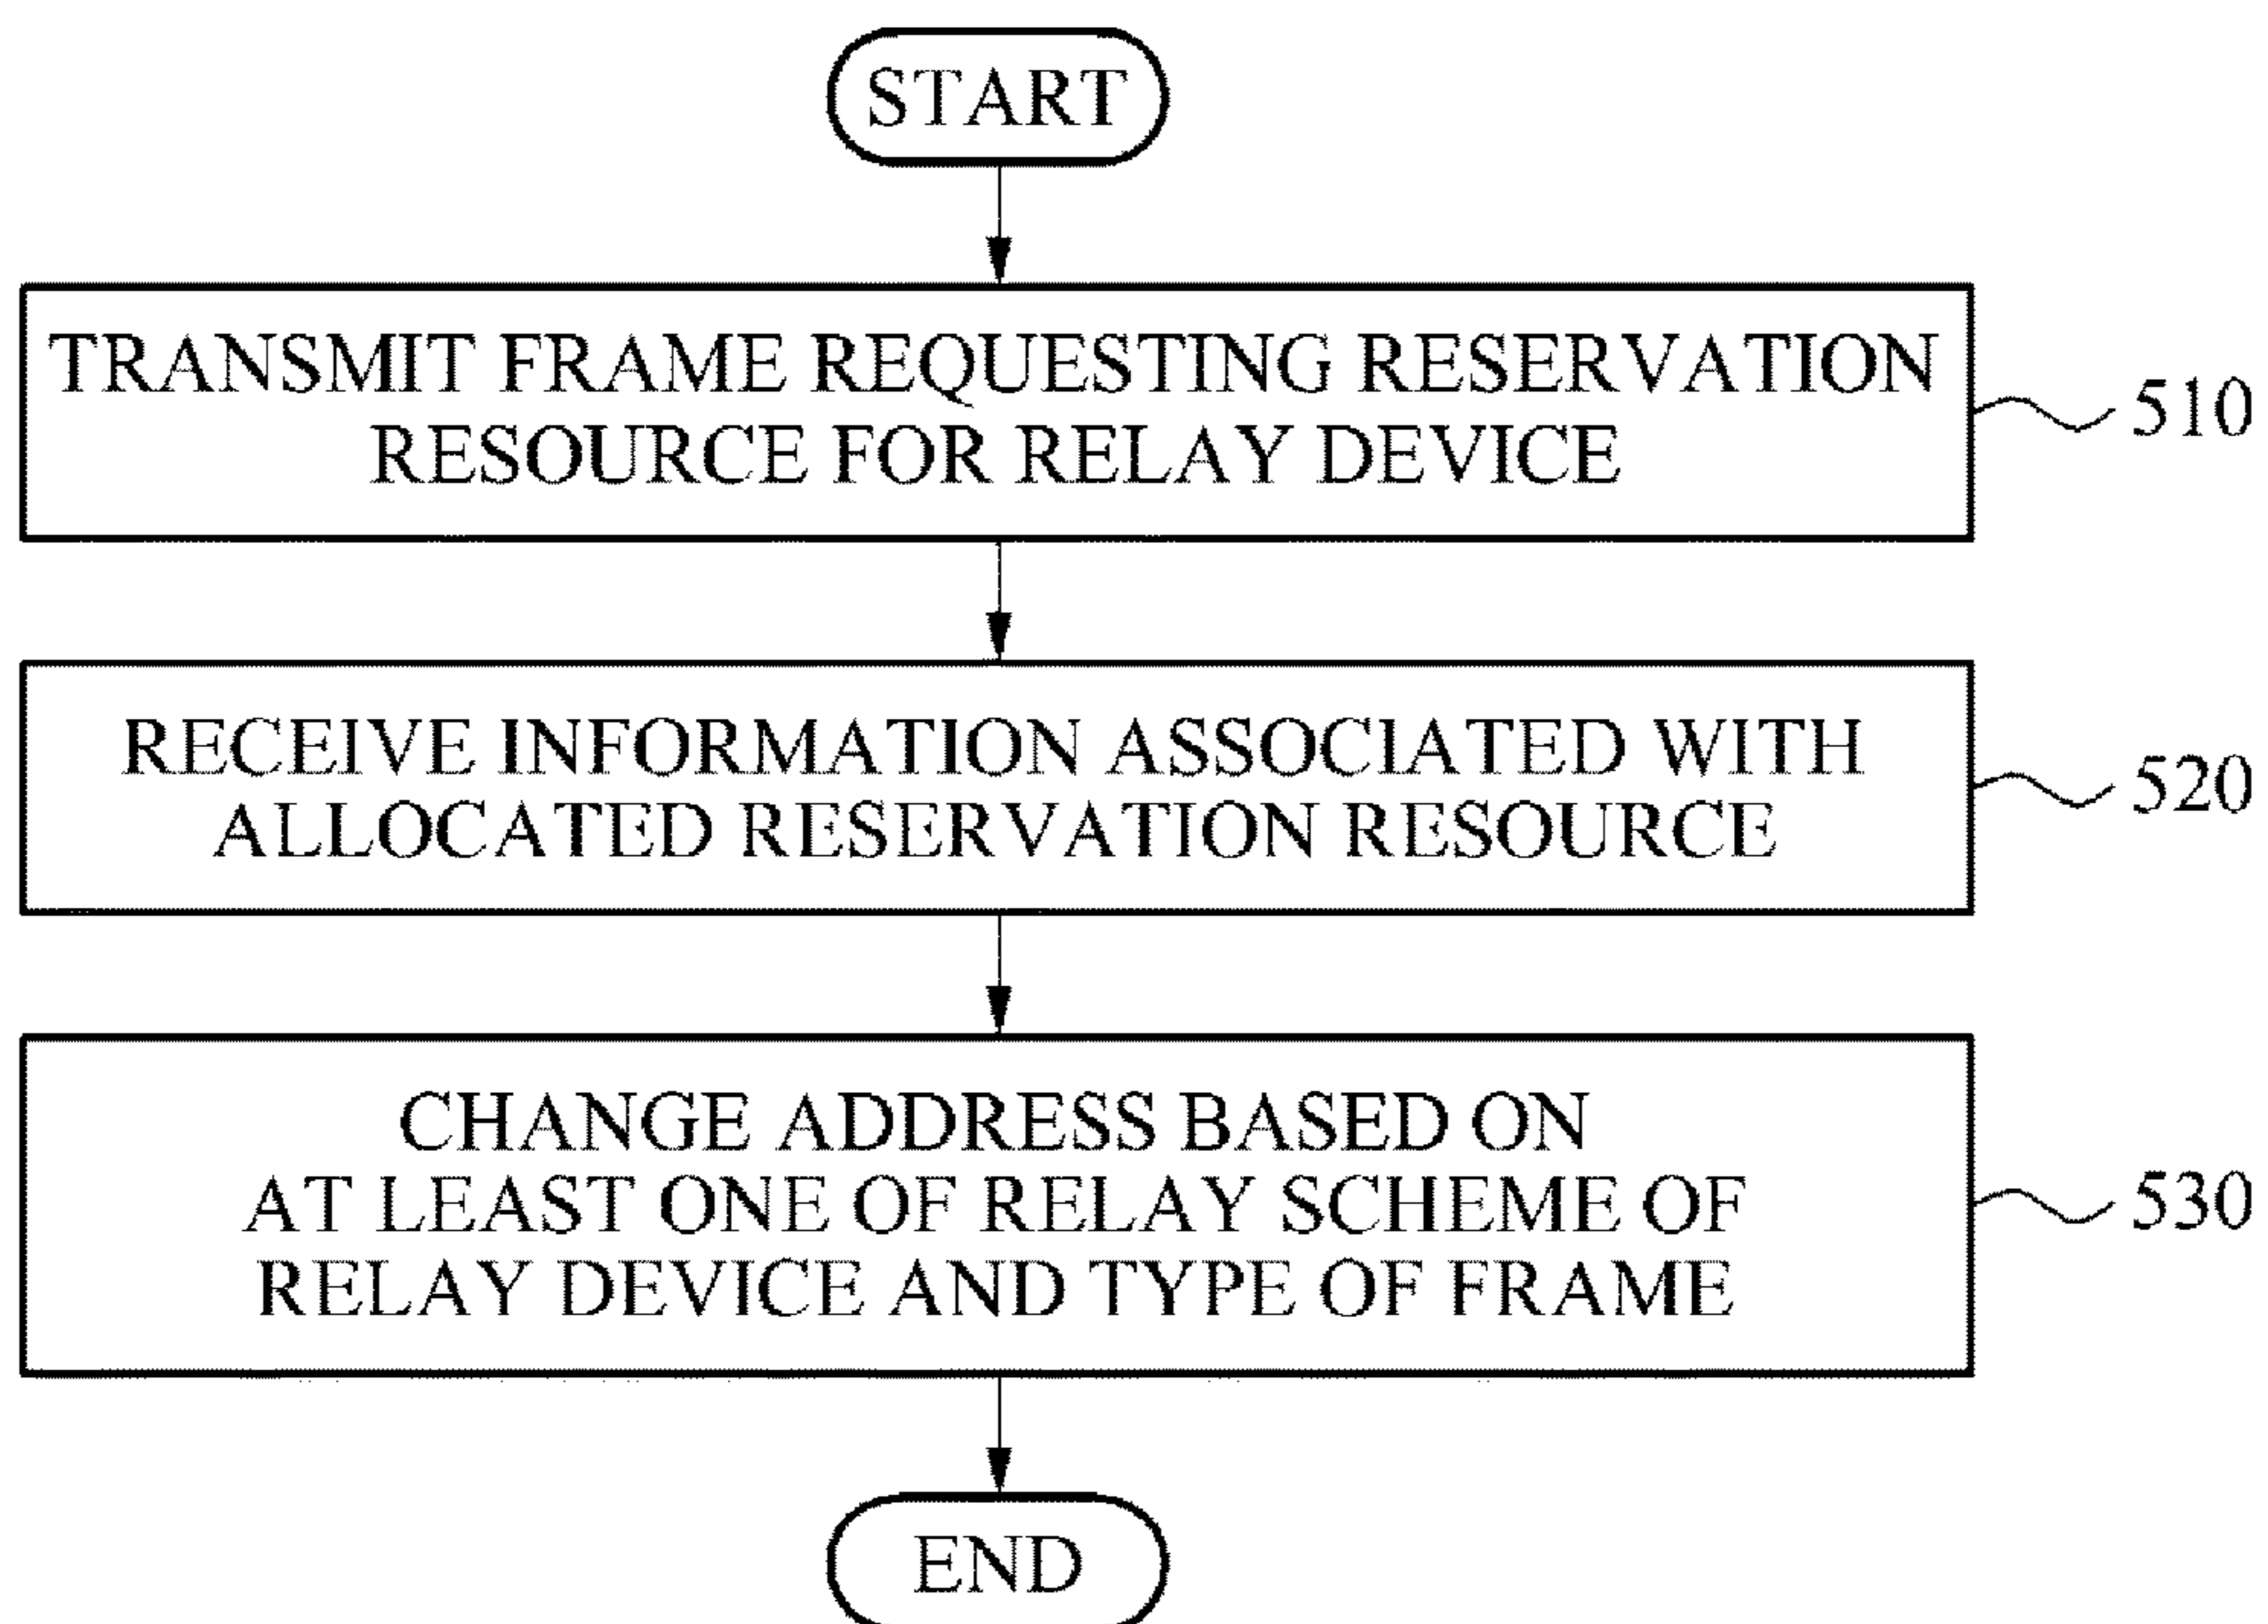 START
TRANSMIT FRAME REQUESTING RESERVATION
RESOURCE FOR RELAY DEVICE
510
RECEIVE INFORMATION ASSOCIATED WITH
ALLOCATED RESERVATION RESOURCE
520
CHANGE ADDRESS BASED ON
AT LEAST ONE OF RELAY SCHEME OF
RELAY DEVICE AND TYPE OF FRAME
530
END